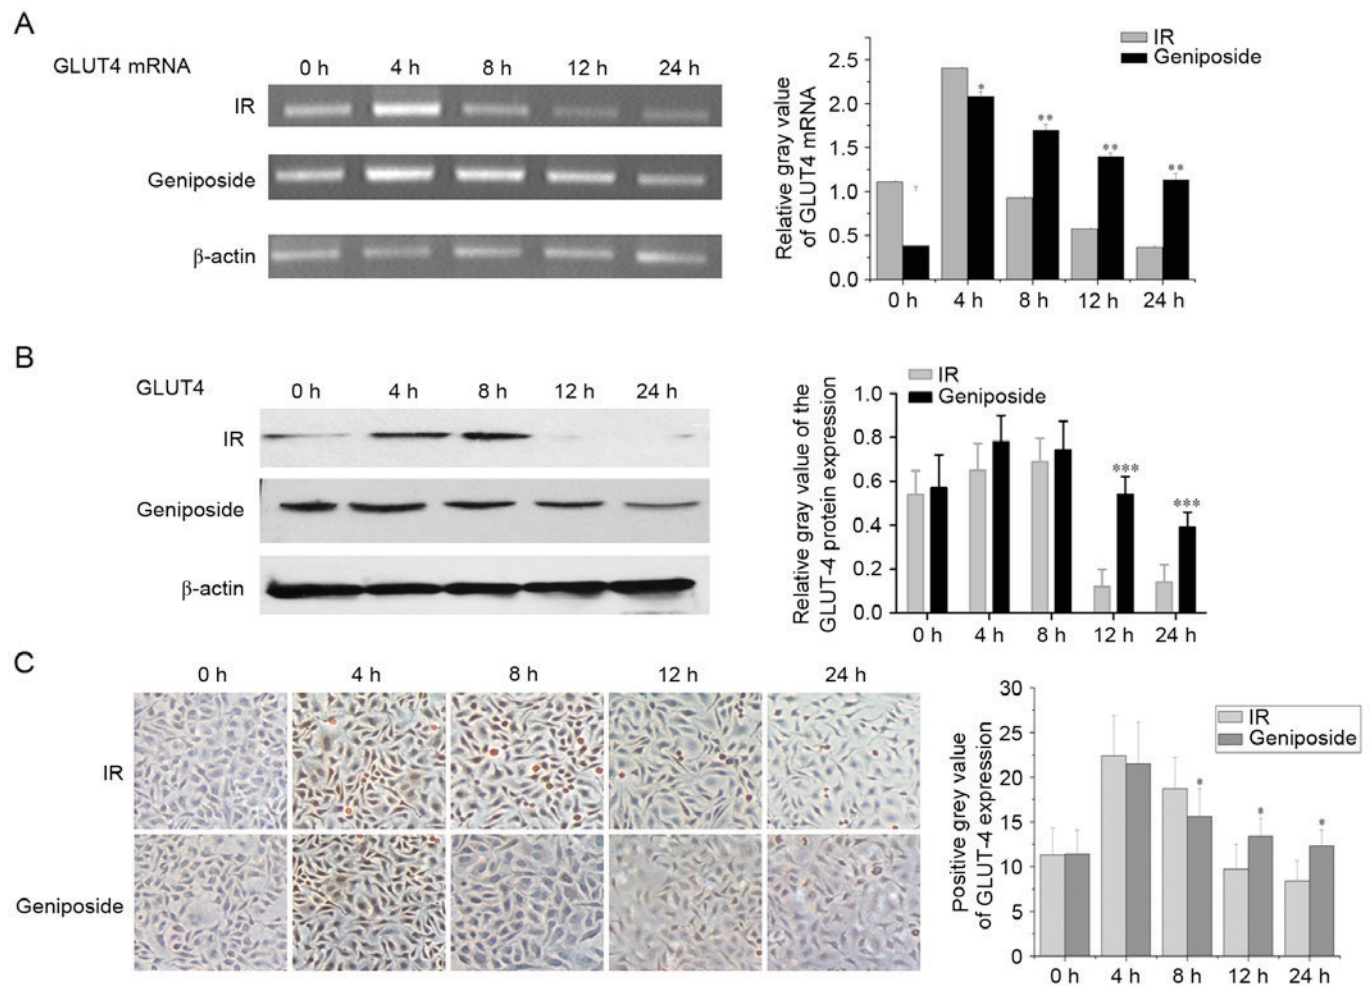 A
GLUT4 mRNA
0 h 4 h 8 h 12 h 24 h
IR
Geniposide
β-actin
IR
Geniposide
Relative gray value
of GLUT4 mRNA
2.5
2.0
1.5
1.0
0.5
0.0
*
**
**
**
0 h 4 h 8 h 12 h 24 h
B
GLUT4
0 h 4 h 8 h 12 h 24 h
IR
Geniposide
β-actin
IR
Geniposide
Relative gray value of the
GLUT-4 protein expression
1.0
0.8
0.6
0.4
0.2
0.0
***
***
0 h 4 h 8 h 12 h 24 h
C
0 h 4 h 8 h 12 h 24 h
IR
Geniposide
IR
Geniposide
Positive grey value
of GLUT-4 expression
30
25
20
15
10
5
0
*
*
*
0 h 4 h 8 h 12 h 24 h